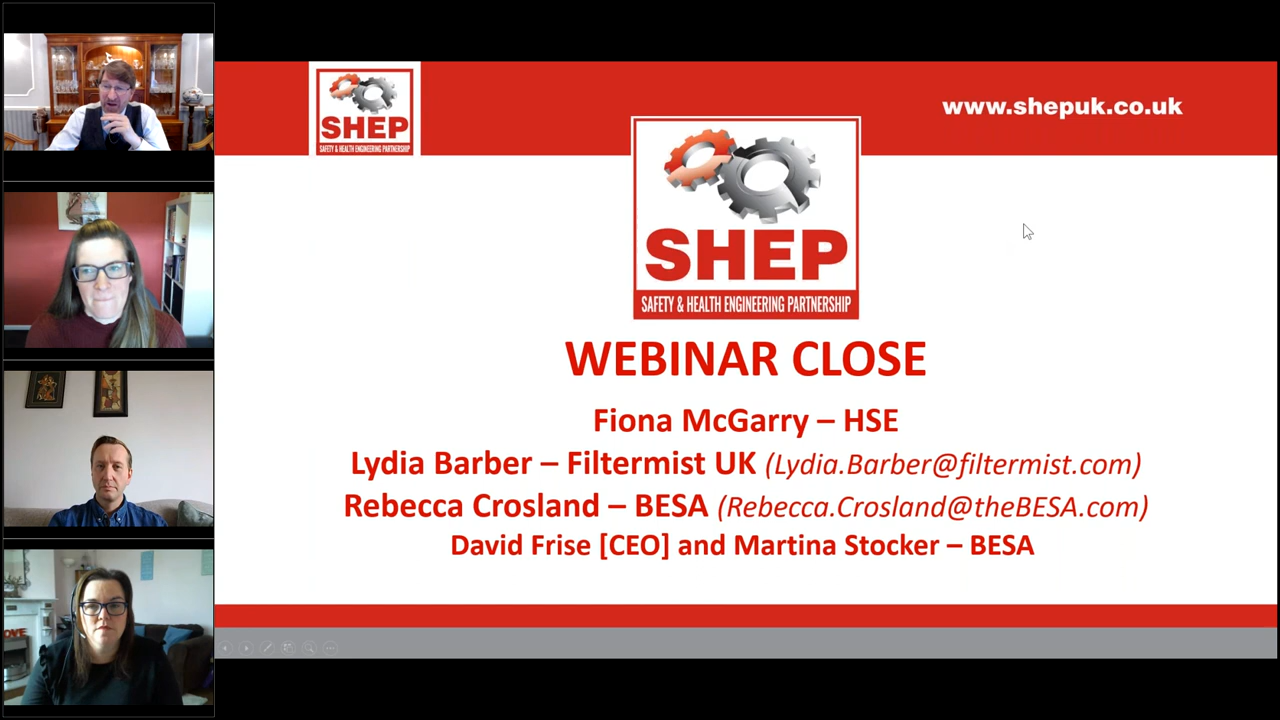 SHEP
SAFETY & HEALTH ENGINEERING PARTNERSHIP
www.shepuk.co.uk
SHEP
SAFETY & HEALTH ENGINEERING PARTNERSHIP
WEBINAR CLOSE
Fiona McGarry – HSE
Lydia Barber – Filtermist UK (Lydia.Barber@filtermist.com)
Rebecca Crosland – BESA (Rebecca.Crosland@theBESA.com)
David Frise [CEO] and Martina Stocker – BESA